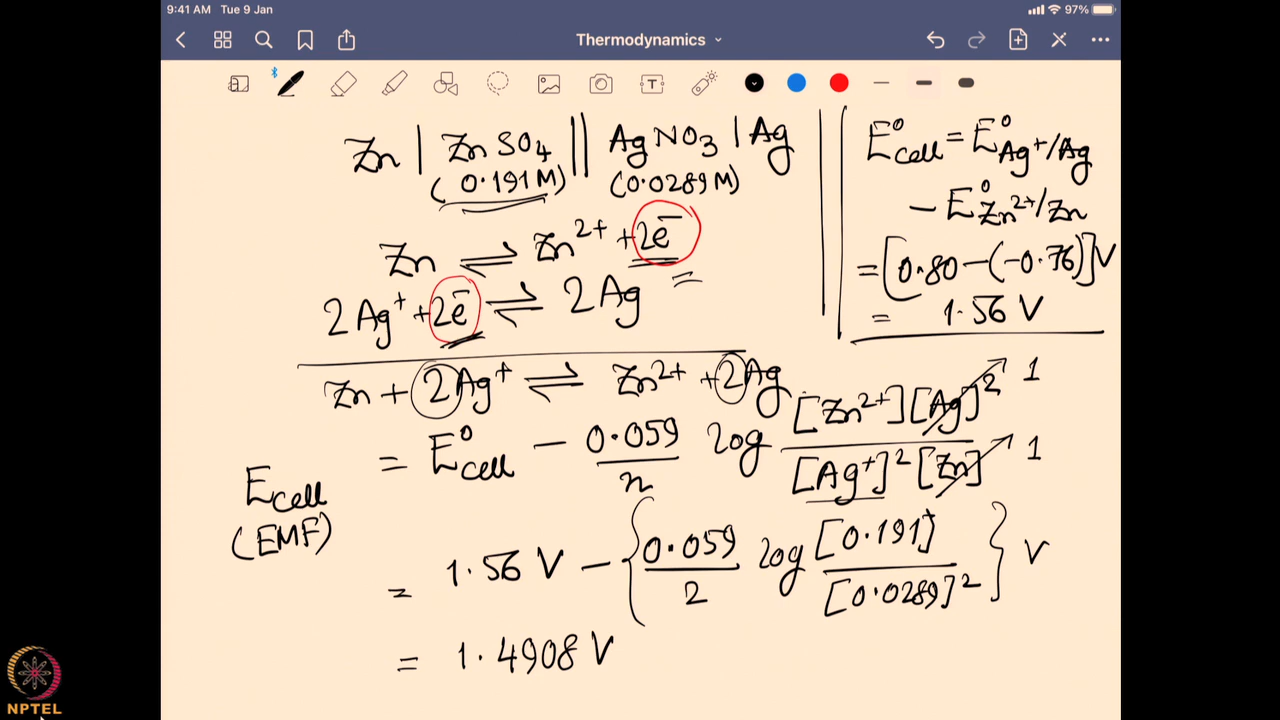 9:41 AM Tue 9 Jan
97%
Thermodynamics
T
Zn | ZnSO4 || AgNO3 | Ag
(0.191 M) (0.0289 M)
Zn ⇌ Zn²⁺ + 2e⁻
2Ag⁺ + 2e⁻ ⇌ 2Ag
Zn + 2Ag⁺ ⇌ Zn²⁺ + 2Ag
E°cell = E°Ag⁺/Ag
− E°Zn²⁺/Zn
= [0.80 − (−0.76)] V
= 1.56 V
Ecell = E°cell − 0.059/n log [Zn²⁺][Ag]²/[Ag⁺]²[Zn] 1 1
(EMF)
= 1.56 V − {0.059/2 log [0.191]/[0.0289]²} V
= 1.4908 V
NPTEL